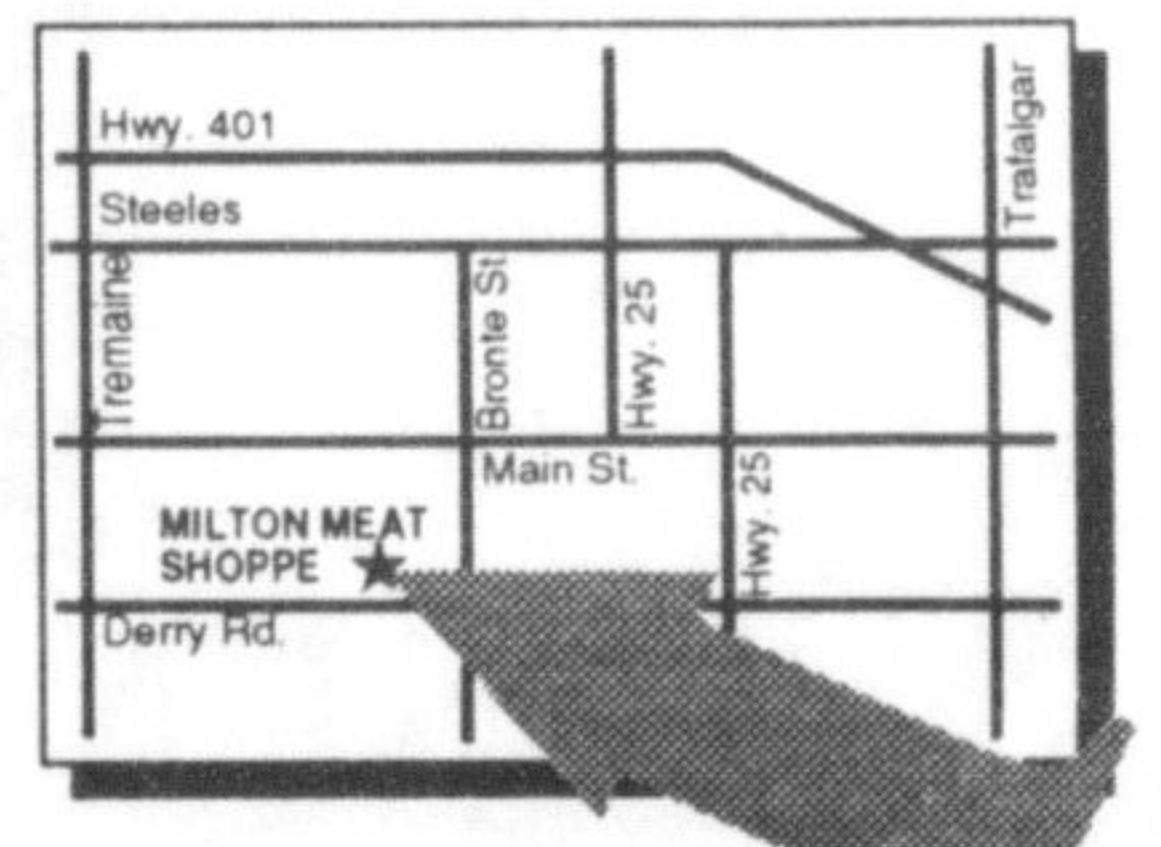 Hwy. 401
Trafalgar
Steeles
Tremaine
Bronte St
Hwy. 25
Main St.
Hwy. 25
MILTON MEAT
SHOPPE
Derry Rd.